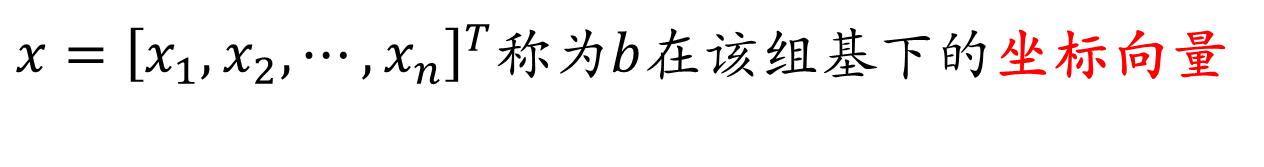 x = [x₁, x₂, ⋯, xₙ]ᵀ称为b在该组基下的坐标向量